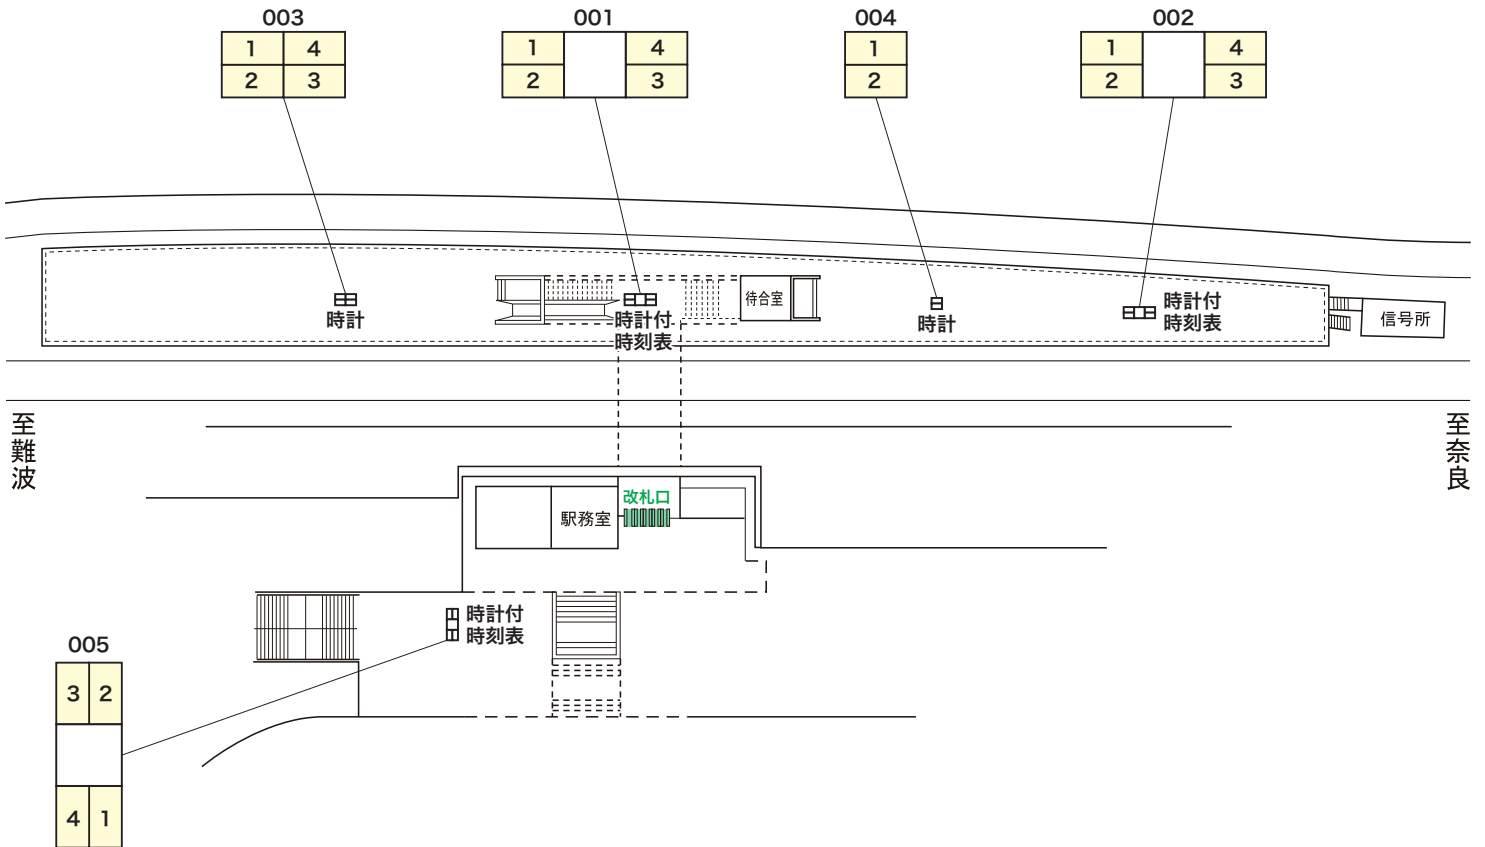 003
001
004
002
1 4
2 3
1 4
2 3
1
2
1 4
2 3
時計
時計付
時刻表
待合室
時計
時計付
時刻表
信号所
至難波
至奈良
改札口
駅務室
時計付
時刻表
005
3 2
4 1